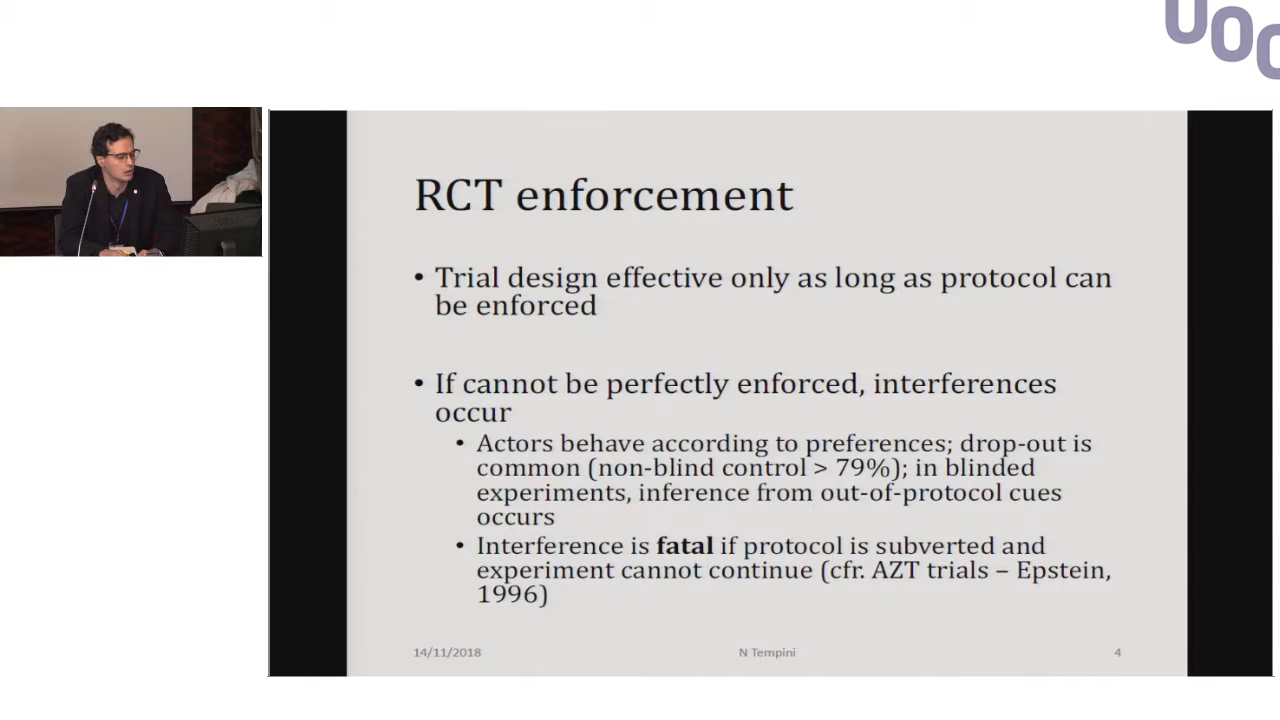 UOC
RCT enforcement
• Trial design effective only as long as protocol can
be enforced
• If cannot be perfectly enforced, interferences
occur
• Actors behave according to preferences; drop-out is
common (non-blind control > 79%); in blinded
experiments, inference from out-of-protocol cues
occurs
• Interference is fatal if protocol is subverted and
experiment cannot continue (cfr. AZT trials – Epstein,
1996)
14/11/2018 N Tempini 4